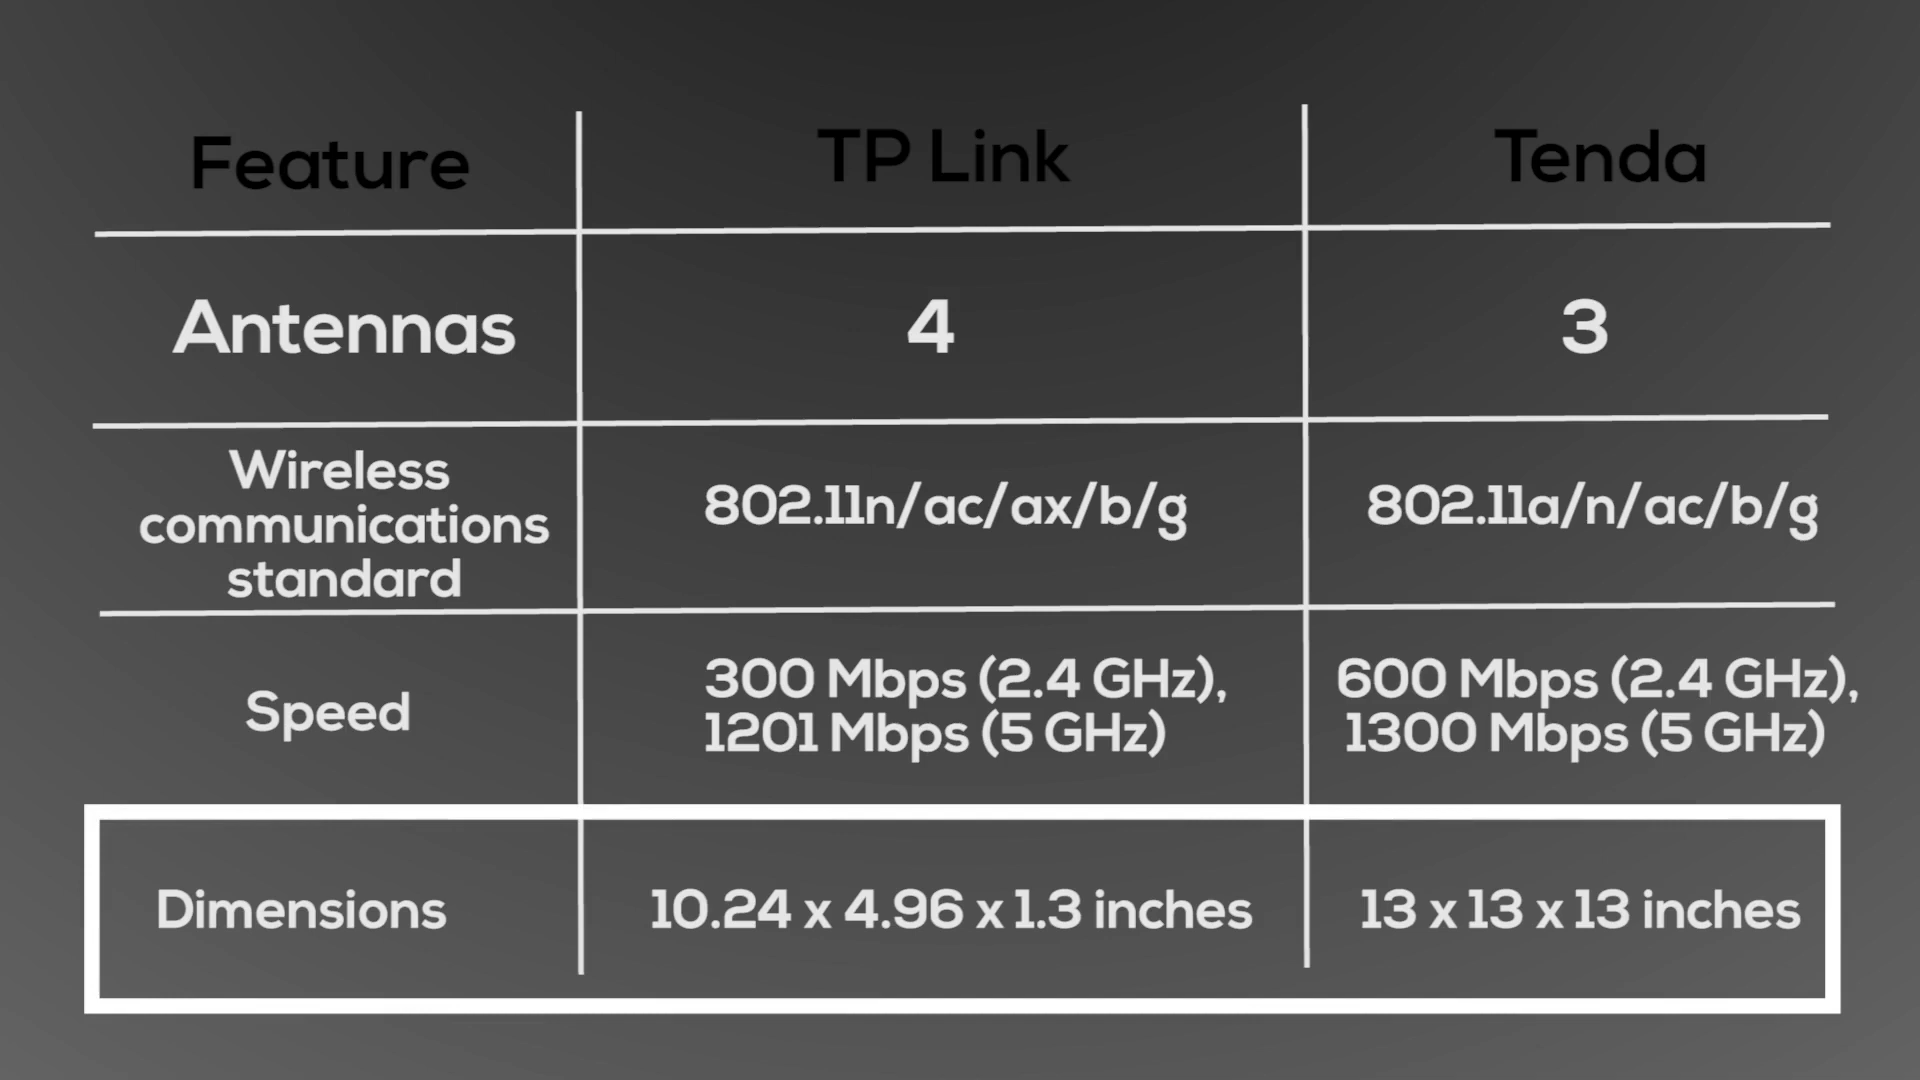 Feature
TP Link
Tenda
Antennas
4
3
Wireless
communications
standard
802.11n/ac/ax/b/g
802.11a/n/ac/b/g
Speed
300 Mbps (2.4 GHz),
1201 Mbps (5 GHz)
600 Mbps (2.4 GHz),
1300 Mbps (5 GHz)
Dimensions
10.24 x 4.96 x 1.3 inches
13 x 13 x 13 inches